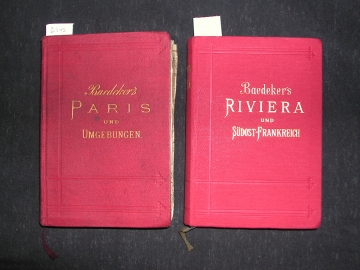 Baedeker's
PARIS
UND
UMGEBUNGEN.
Baedeker's
RIVIERA
UND
SÜDOST-FRANKREICH